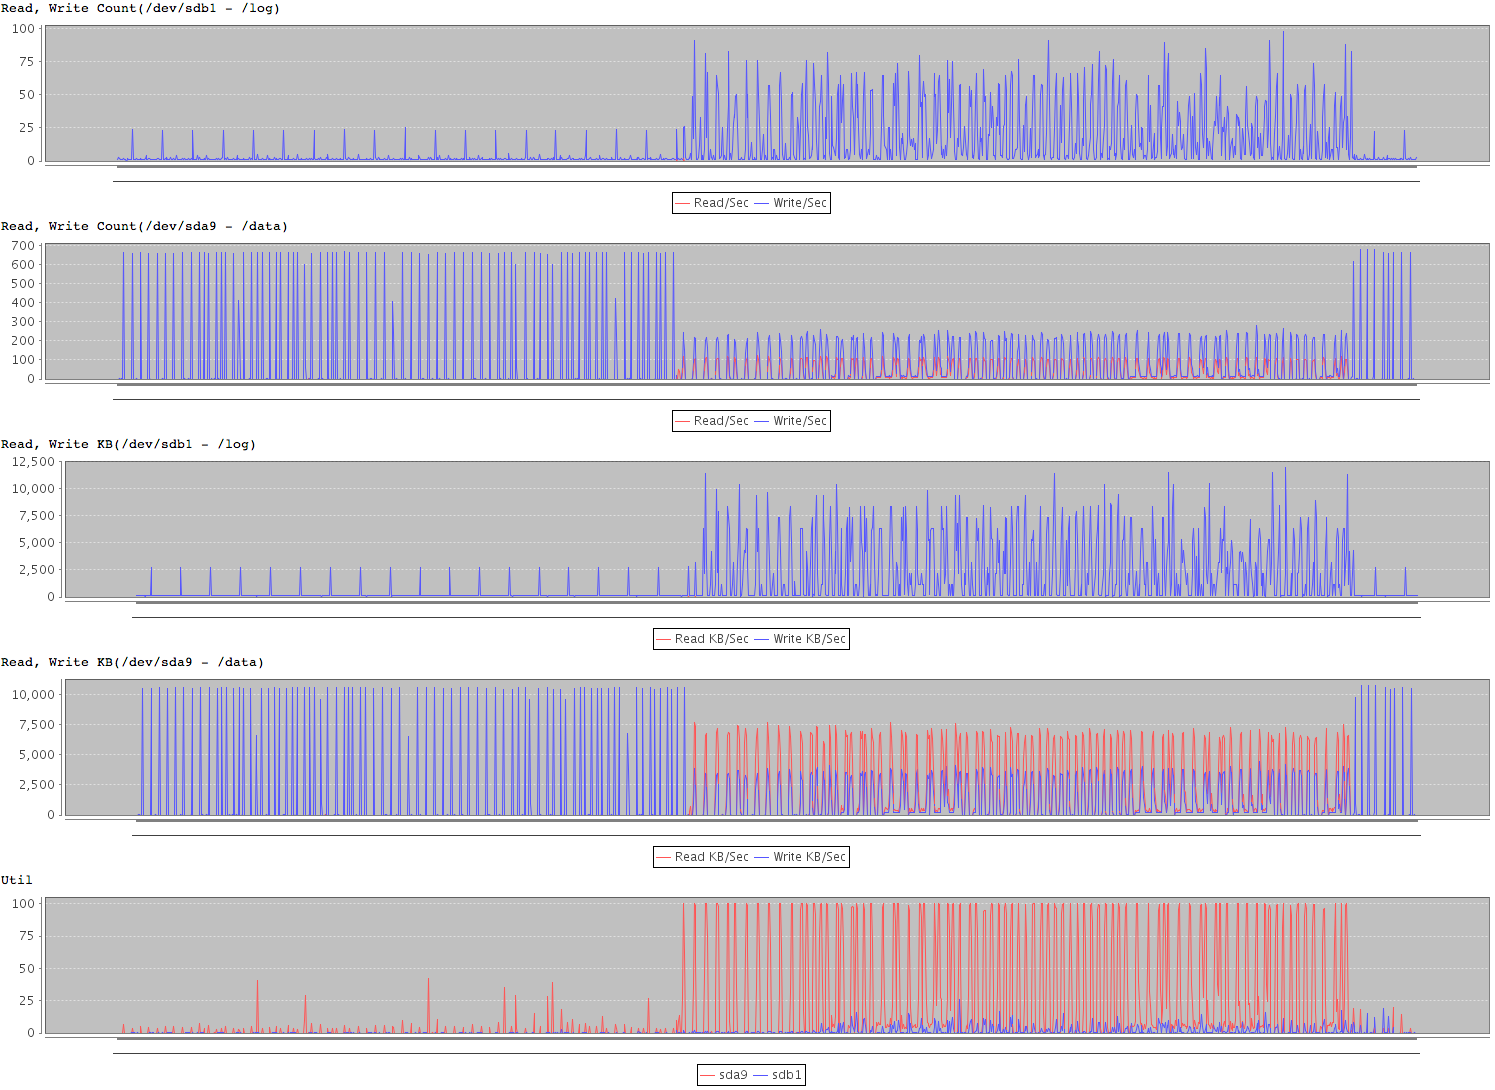 Read, Write Count(/dev/sdb1 - /log)
100
75
50
25
0
Read/Sec Write/Sec
Read, Write Count(/dev/sda9 - /data)
700
600
500
400
300
200
100
0
Read/Sec Write/Sec
Read, Write KB(/dev/sdb1 - /log)
12,500
10,000
7,500
5,000
2,500
0
Read KB/Sec Write KB/Sec
Read, Write KB(/dev/sda9 - /data)
10,000
7,500
5,000
2,500
0
Read KB/Sec Write KB/Sec
Util
100
75
50
25
0
sda9 sdb1